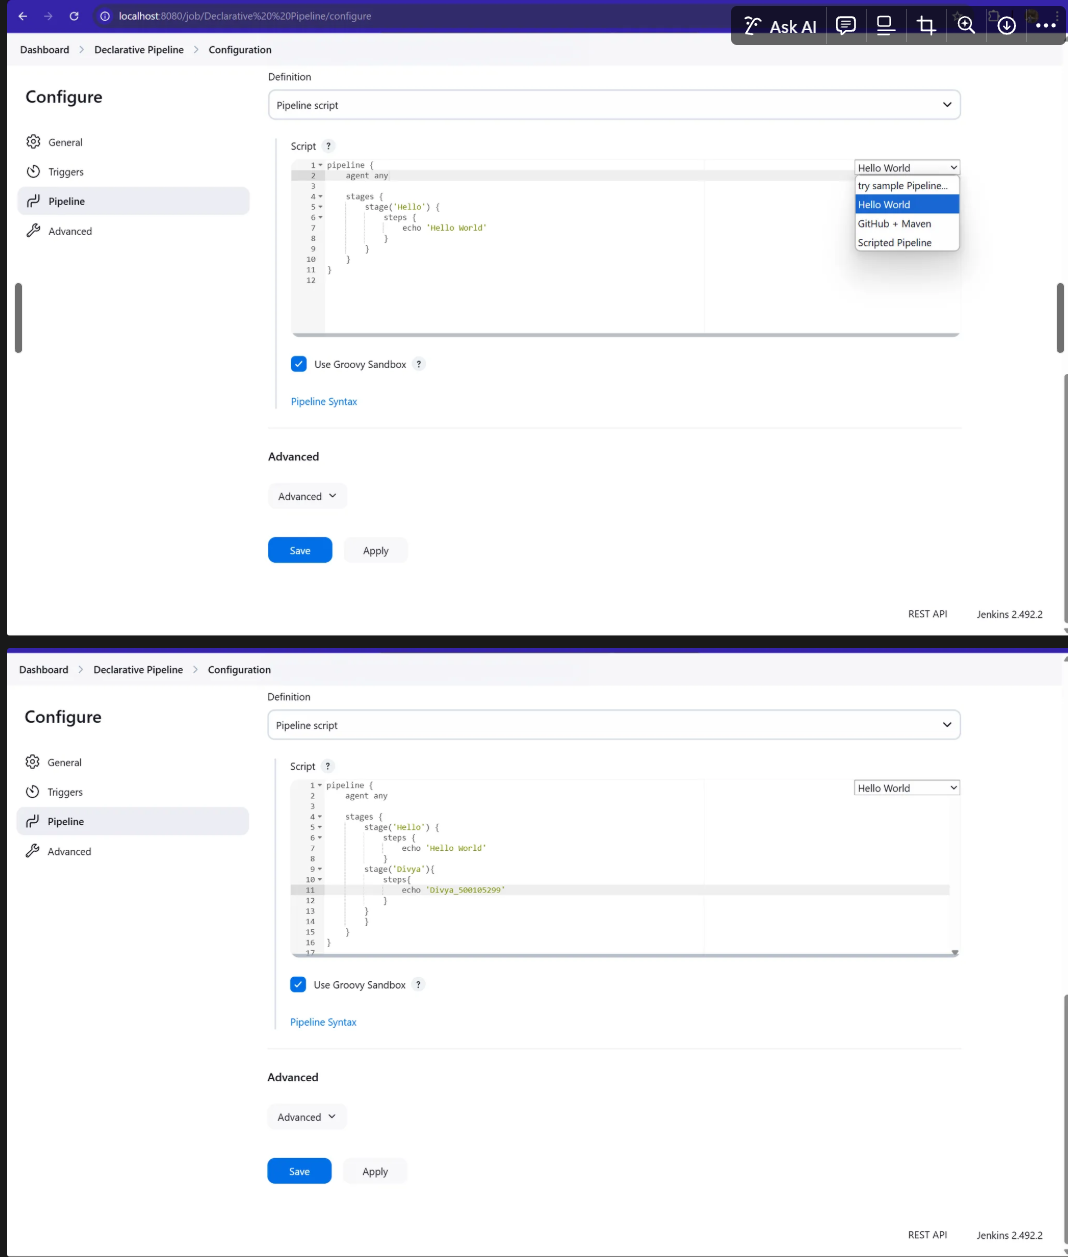 localhost:8080/job/Declarative%20%20Pipeline/configure
Ask AI
Dashboard > Declarative Pipeline > Configuration
Configure
General
Triggers
Pipeline
Advanced
Definition
Pipeline script
Script ?
Hello World
try sample Pipeline...
Hello World
GitHub + Maven
Scripted Pipeline
1 pipeline {
2     agent any
3
4     stages {
5         stage('Hello') {
6             steps {
7                 echo 'Hello World'
8             }
9         }
10     }
11 }
12
Use Groovy Sandbox ?
Pipeline Syntax
Advanced
Advanced
Save Apply
REST API Jenkins 2.492.2
Dashboard > Declarative Pipeline > Configuration
Configure
General
Triggers
Pipeline
Advanced
Definition
Pipeline script
Script ?
Hello World
1 pipeline {
2     agent any
3
4     stages {
5         stage('Hello') {
6             steps {
7                 echo 'Hello World'
8             }
9         stage('Divya'){
10             steps{
11                 echo 'Divya_500105299'
12             }
13         }
14         }
15     }
16 }
17
Use Groovy Sandbox ?
Pipeline Syntax
Advanced
Advanced
Save Apply
REST API Jenkins 2.492.2